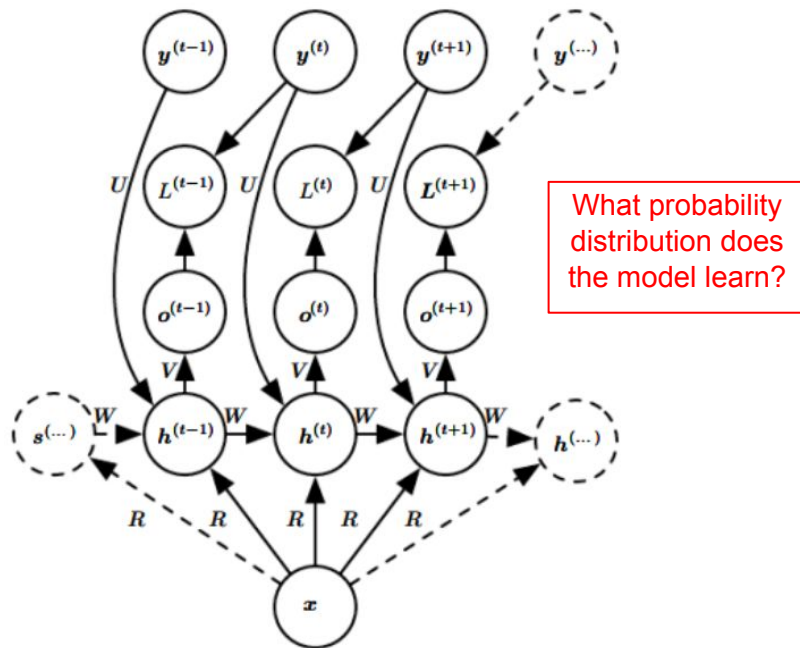 y^{(t-1)} y^{(t)} y^{(t+1)} y^{(...)}
U L^{(t-1)} U L^{(t)} U L^{(t+1)}
What probability
distribution does
the model learn?
o^{(t-1)} o^{(t)} o^{(t+1)}
V V V
W W W W
s^{(...)} h^{(t-1)} h^{(t)} h^{(t+1)} h^{(...)}
R R R R R
x